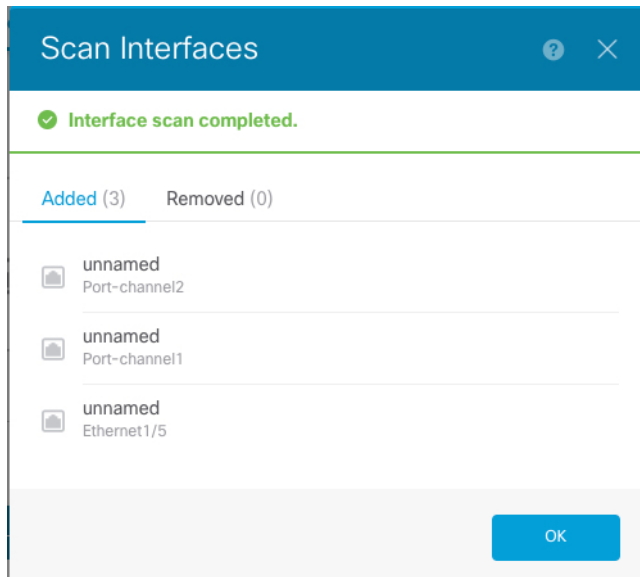 Scan Interfaces
?
Interface scan completed.
Added (3) Removed (0)
unnamed
Port-channel2
unnamed
Port-channel1
unnamed
Ethernet1/5
OK